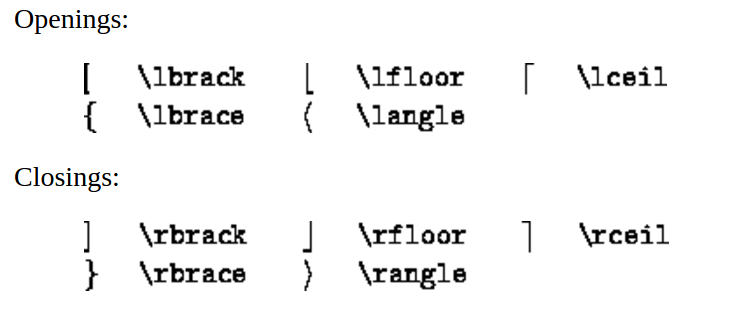 Openings:
[ \lbrack ⌊ \lfloor ⌈ \lceil
{ \lbrace ⟨ \langle
Closings:
] \rbrack ⌋ \rfloor ⌉ \rceil
} \rbrace ⟩ \rangle